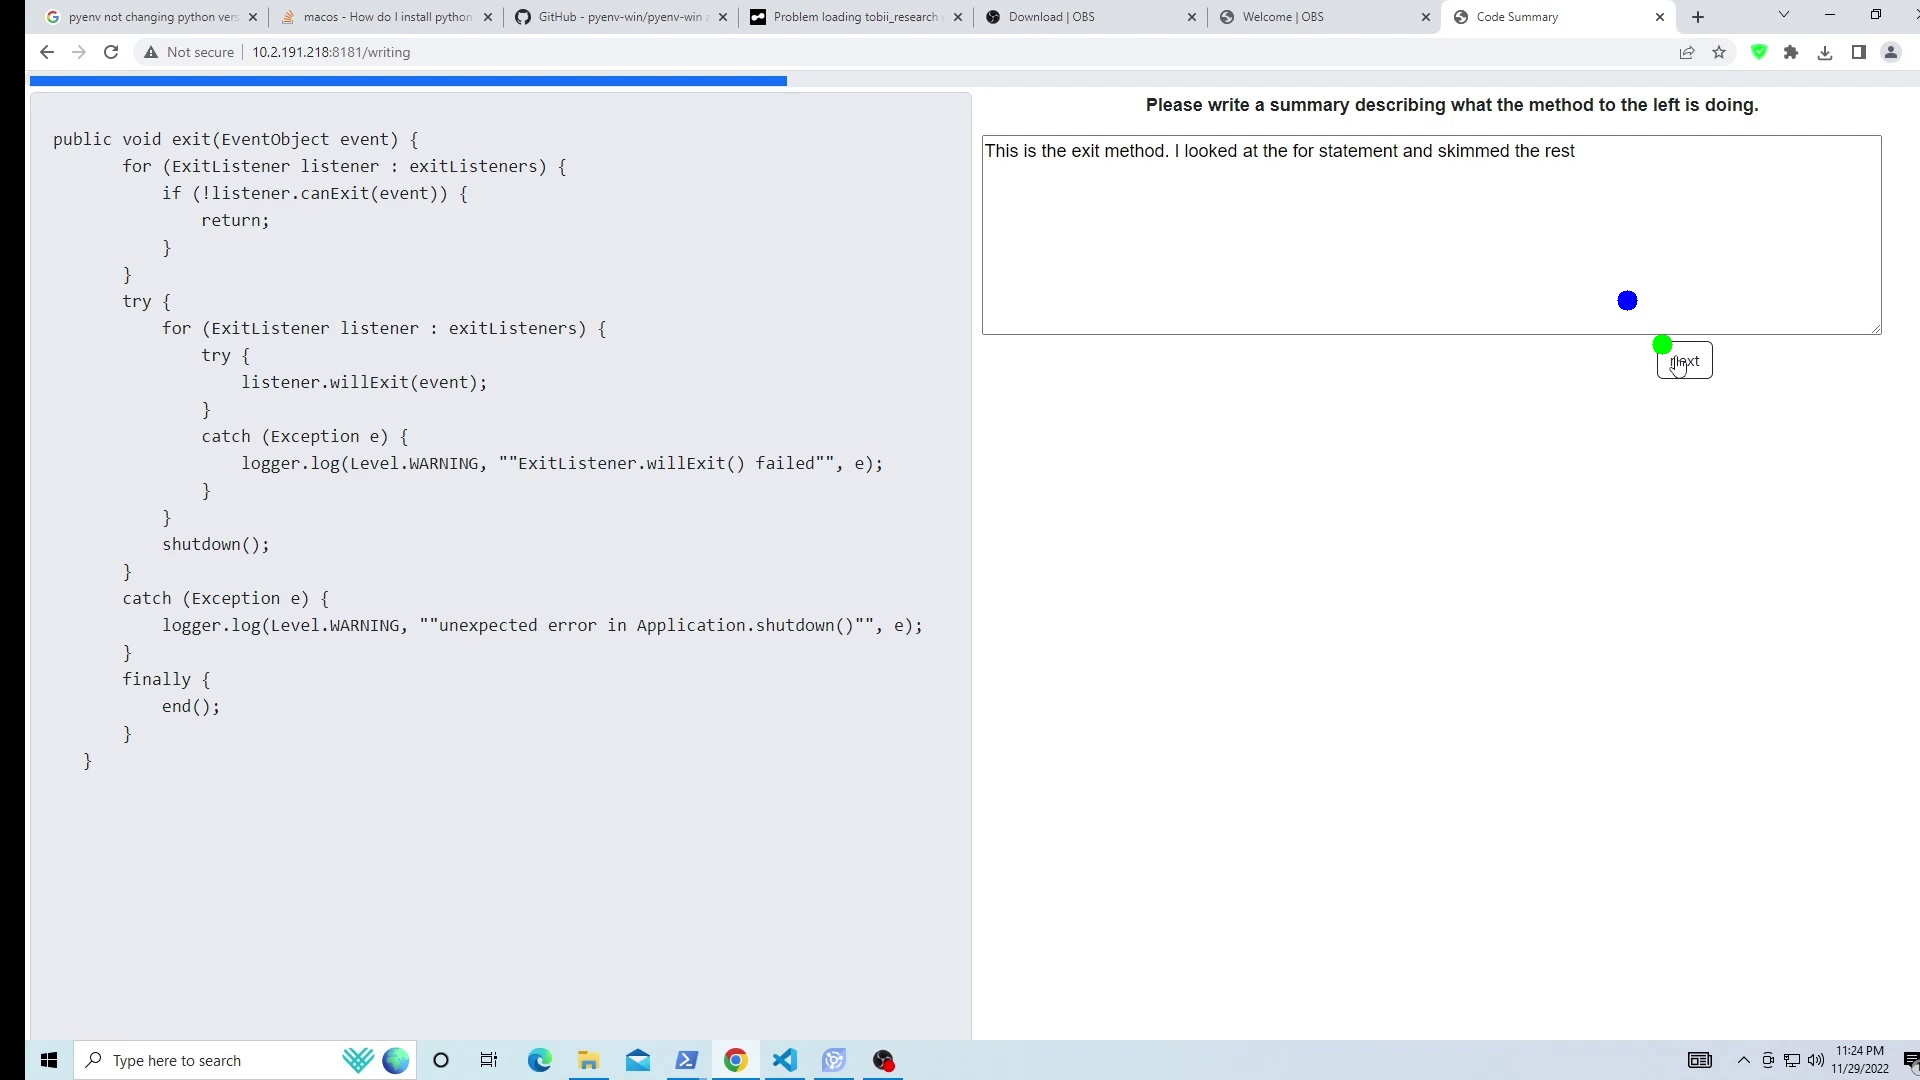 pyenv not changing python vers
macos - How do I install python
GitHub - pyenv-win/pyenv-win a
Problem loading tobii_research
Download | OBS
Welcome | OBS
Code Summary
Not secure
10.2.191.218:8181/writing
public void exit(EventObject event) {
for (ExitListener listener : exitListeners) {
if (!listener.canExit(event)) {
return;
}
}
try {
for (ExitListener listener : exitListeners) {
try {
listener.willExit(event);
}
catch (Exception e) {
logger.log(Level.WARNING, ""ExitListener.willExit() failed"", e);
}
}
shutdown();
}
catch (Exception e) {
logger.log(Level.WARNING, ""unexpected error in Application.shutdown()"", e);
}
finally {
end();
}
}
Please write a summary describing what the method to the left is doing.
This is the exit method. I looked at the for statement and skimmed the rest
next
Type here to search
11:24 PM
11/29/2022